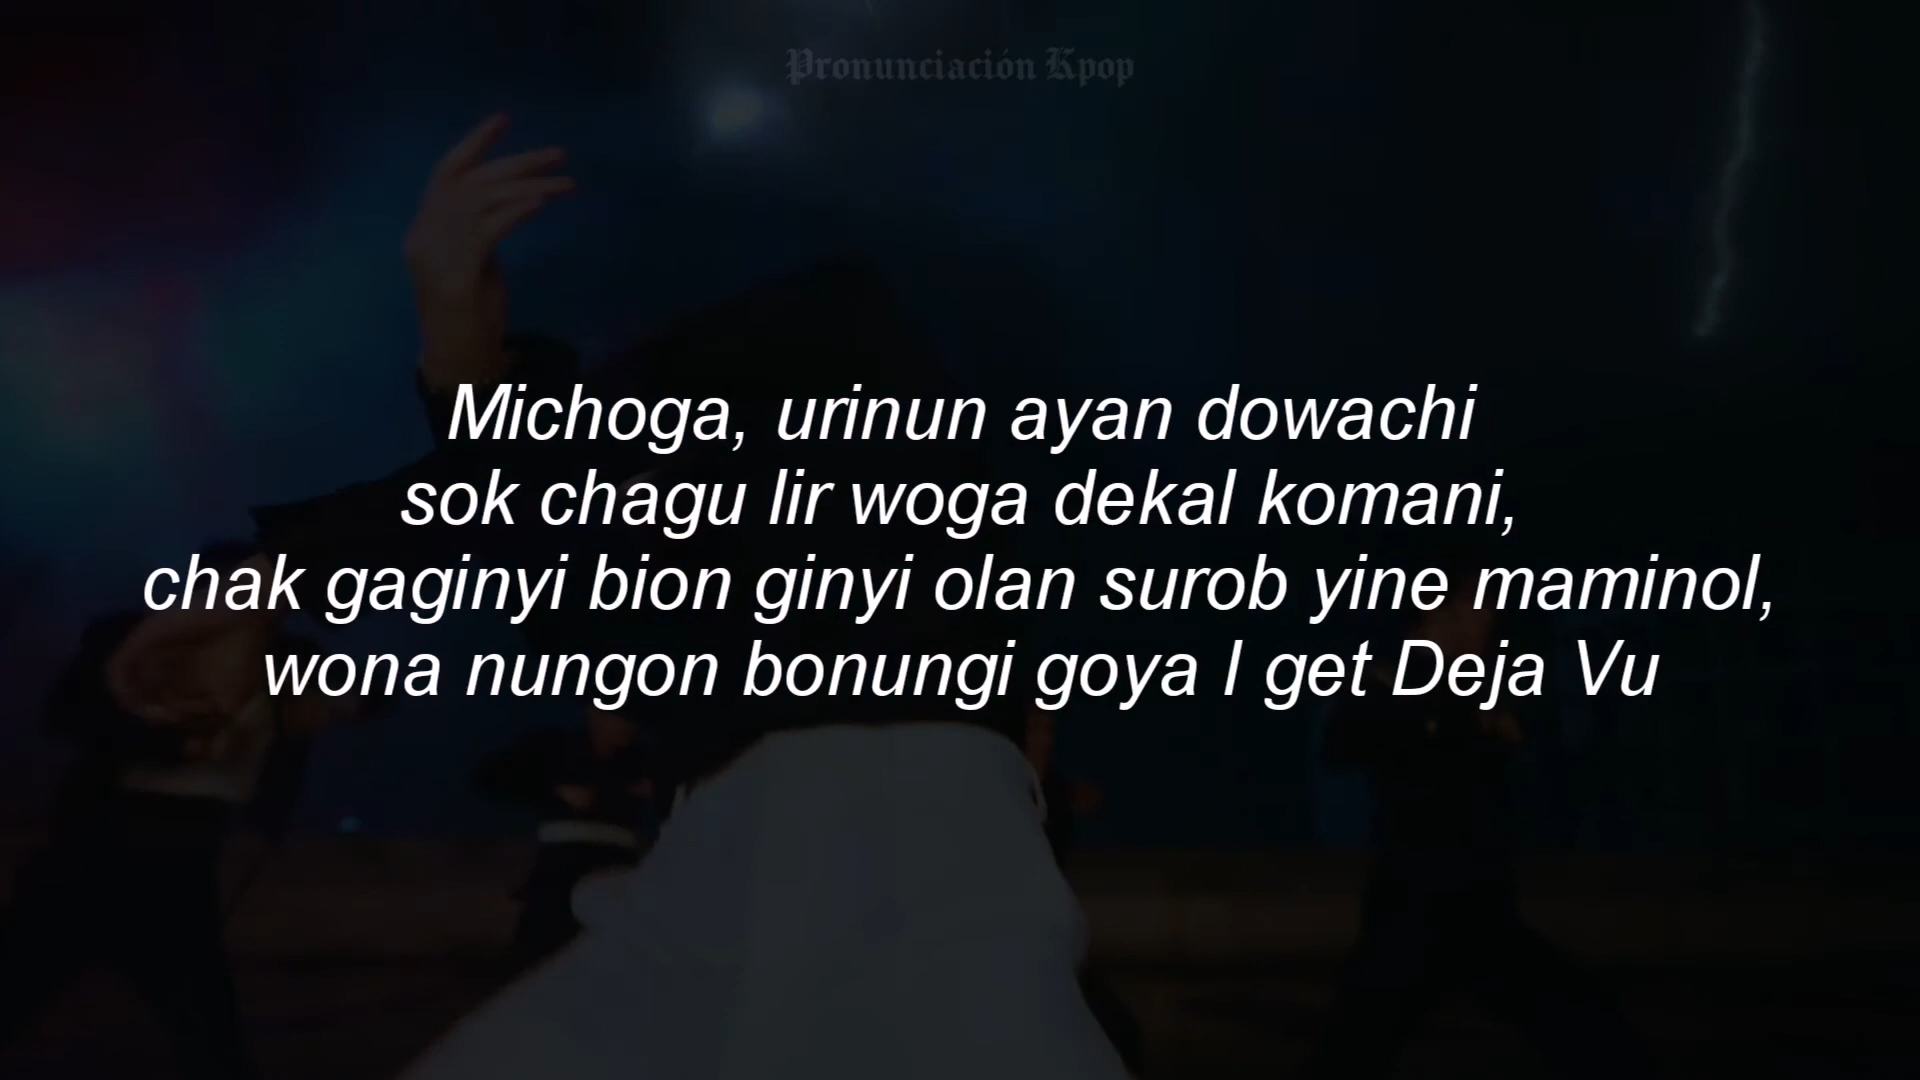 Pronunciación Kpop
Michoga, urinun ayan dowachi
sok chagu lir woga dekal komani,
chak gaginyi bion ginyi olan surob yine maminol,
wona nungon bonungi goya I get Deja Vu